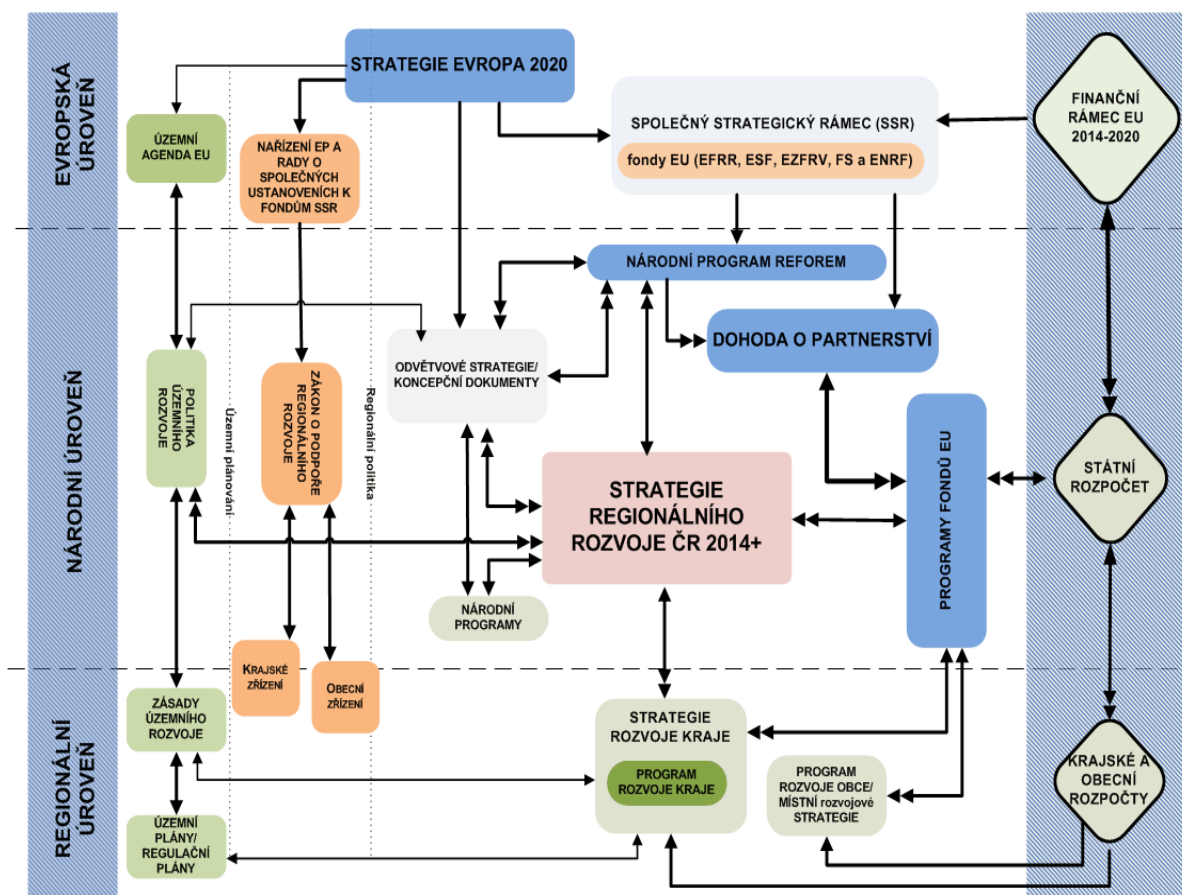 EVROPSKÁ
ÚROVEŇ
STRATEGIE EVROPA 2020
ÚZEMNÍ
AGENDA EU
NAŘÍZENÍ EP A
RADY O
SPOLEČNÝCH
USTANOVENÍCH K
FONDŮM SSR
SPOLEČNÝ STRATEGICKÝ RÁMEC (SSR)
fondy EU (EFRR, ESF, EZFRV, FS a ENRF)
FINANČNÍ
RÁMEC EU
2014-2020
NÁRODNÍ ÚROVEŇ
NÁRODNÍ PROGRAM REFOREM
DOHODA O PARTNERSTVÍ
ODVĚTVOVÉ STRATEGIE/
KONCEPČNÍ DOKUMENTY
POLITIKA
ÚZEMNÍHO
ROZVOJE
Územní plánování
ZÁKON O PODPOŘE
REGIONÁLNÍHO
ROZVOJE
Regionální politika
STRATEGIE
REGIONÁLNÍHO
ROZVOJE ČR 2014+
PROGRAMY FONDŮ EU
STÁTNÍ
ROZPOČET
NÁRODNÍ
PROGRAMY
KRAJSKÉ
ZŘÍZENÍ
OBECNÍ
ZŘÍZENÍ
REGIONÁLNÍ
ÚROVEŇ
ZÁSADY
ÚZEMNÍHO
ROZVOJE
STRATEGIE
ROZVOJE KRAJE
PROGRAM
ROZVOJE KRAJE
PROGRAM
ROZVOJE OBCE/
MÍSTNÍ rozvojové
STRATEGIE
KRAJSKÉ A
OBECNÍ
ROZPOČTY
ÚZEMNÍ
PLÁNY/
REGULAČNÍ
PLÁNY